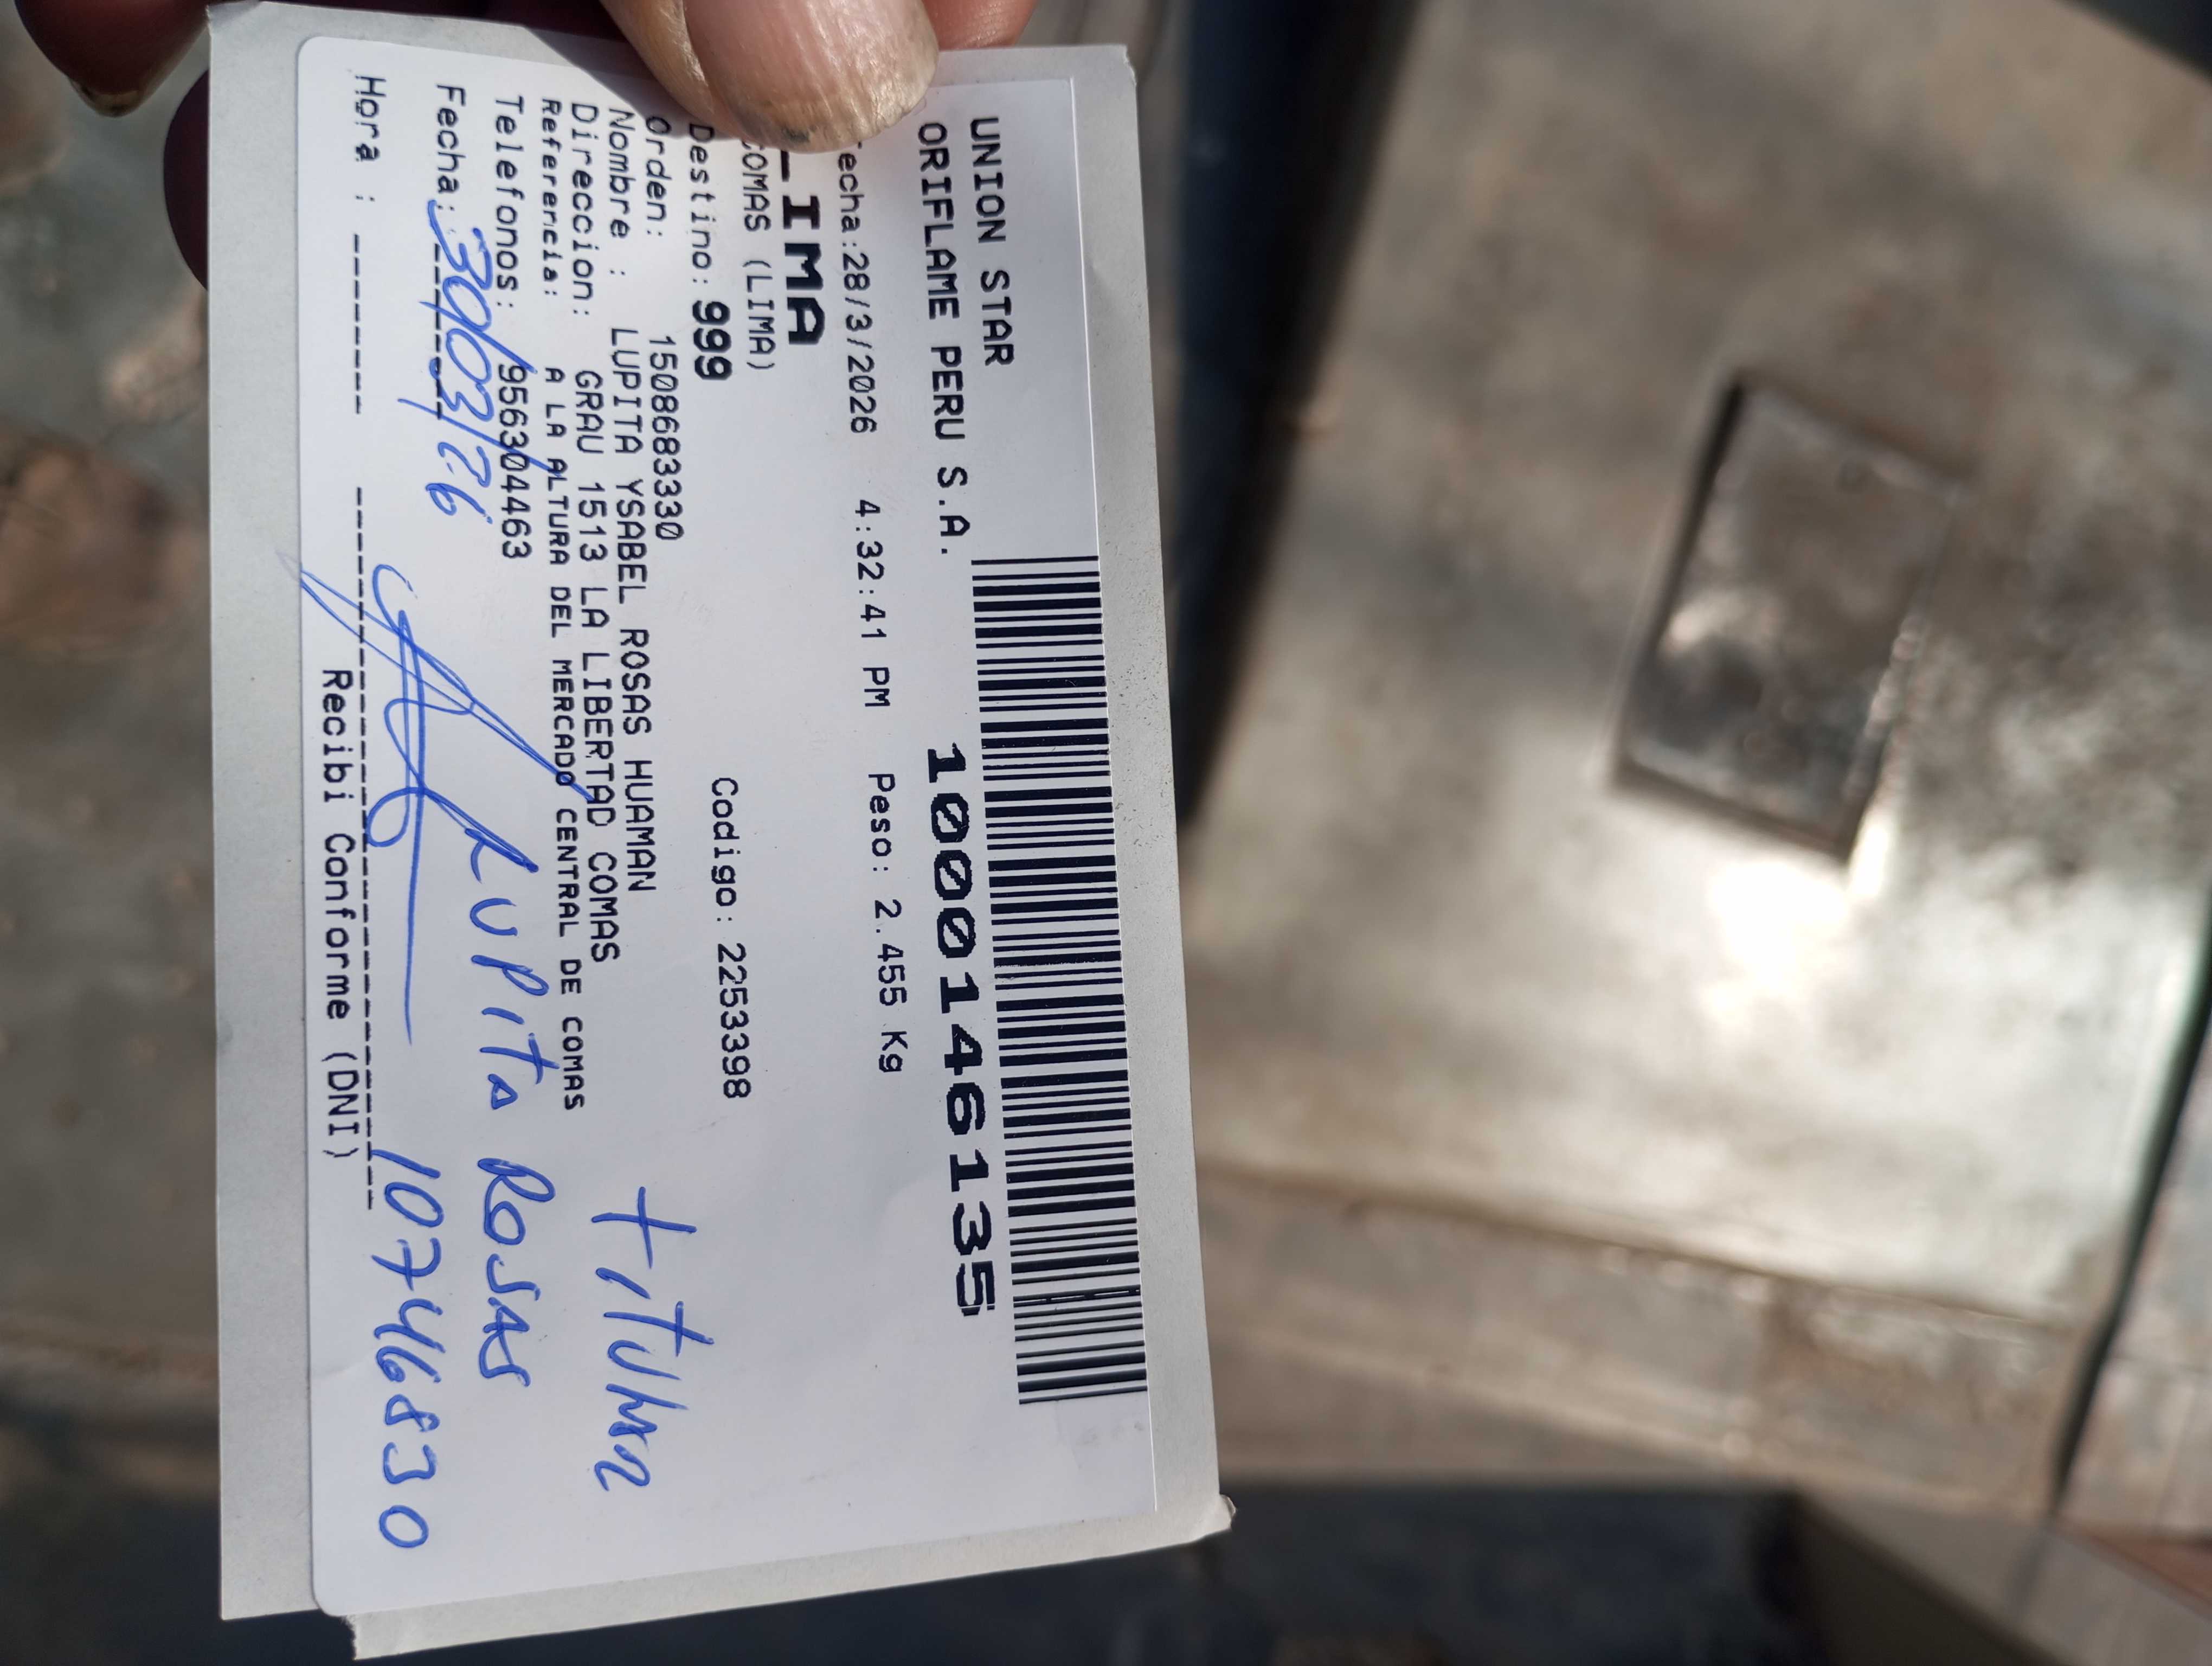 UNION STAR
ORIFLAME PERU S.A.
10001461135
echa:28/3/2026 4:32:41 PM Peso: 2.455 Kg
LIMA
COMAS (LIMA)
Destino: 999 Codigo: 2253398
Orden: 1508683330
Nombre : LUPITA YSABEL ROSAS HUAMAN
Direccion: GRAU 1513 LA LIBERTAD COMAS
Referencia: A LA ALTURA DEL MERCADO CENTRAL DE COMAS
Telefonos: 956304463
titular
Lupita Rosas
Fecha: 30/03/26
10746830
Hora :
Recibi Conforme (DNI)